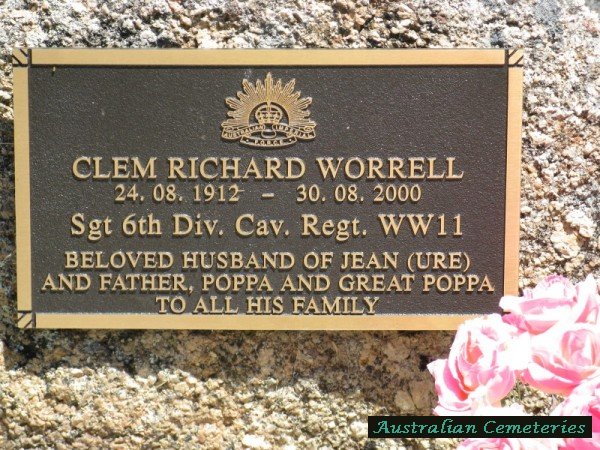 AUSTRALIAN IMPERIAL
FORCE
CLEM RICHARD WORRELL
24. 08. 1912 - 30. 08. 2000
Sgt 6th Div. Cav. Regt. WW11
BELOVED HUSBAND OF JEAN (URE)
AND FATHER, POPPA AND GREAT POPPA
TO ALL HIS FAMILY
Australian Cemeteries